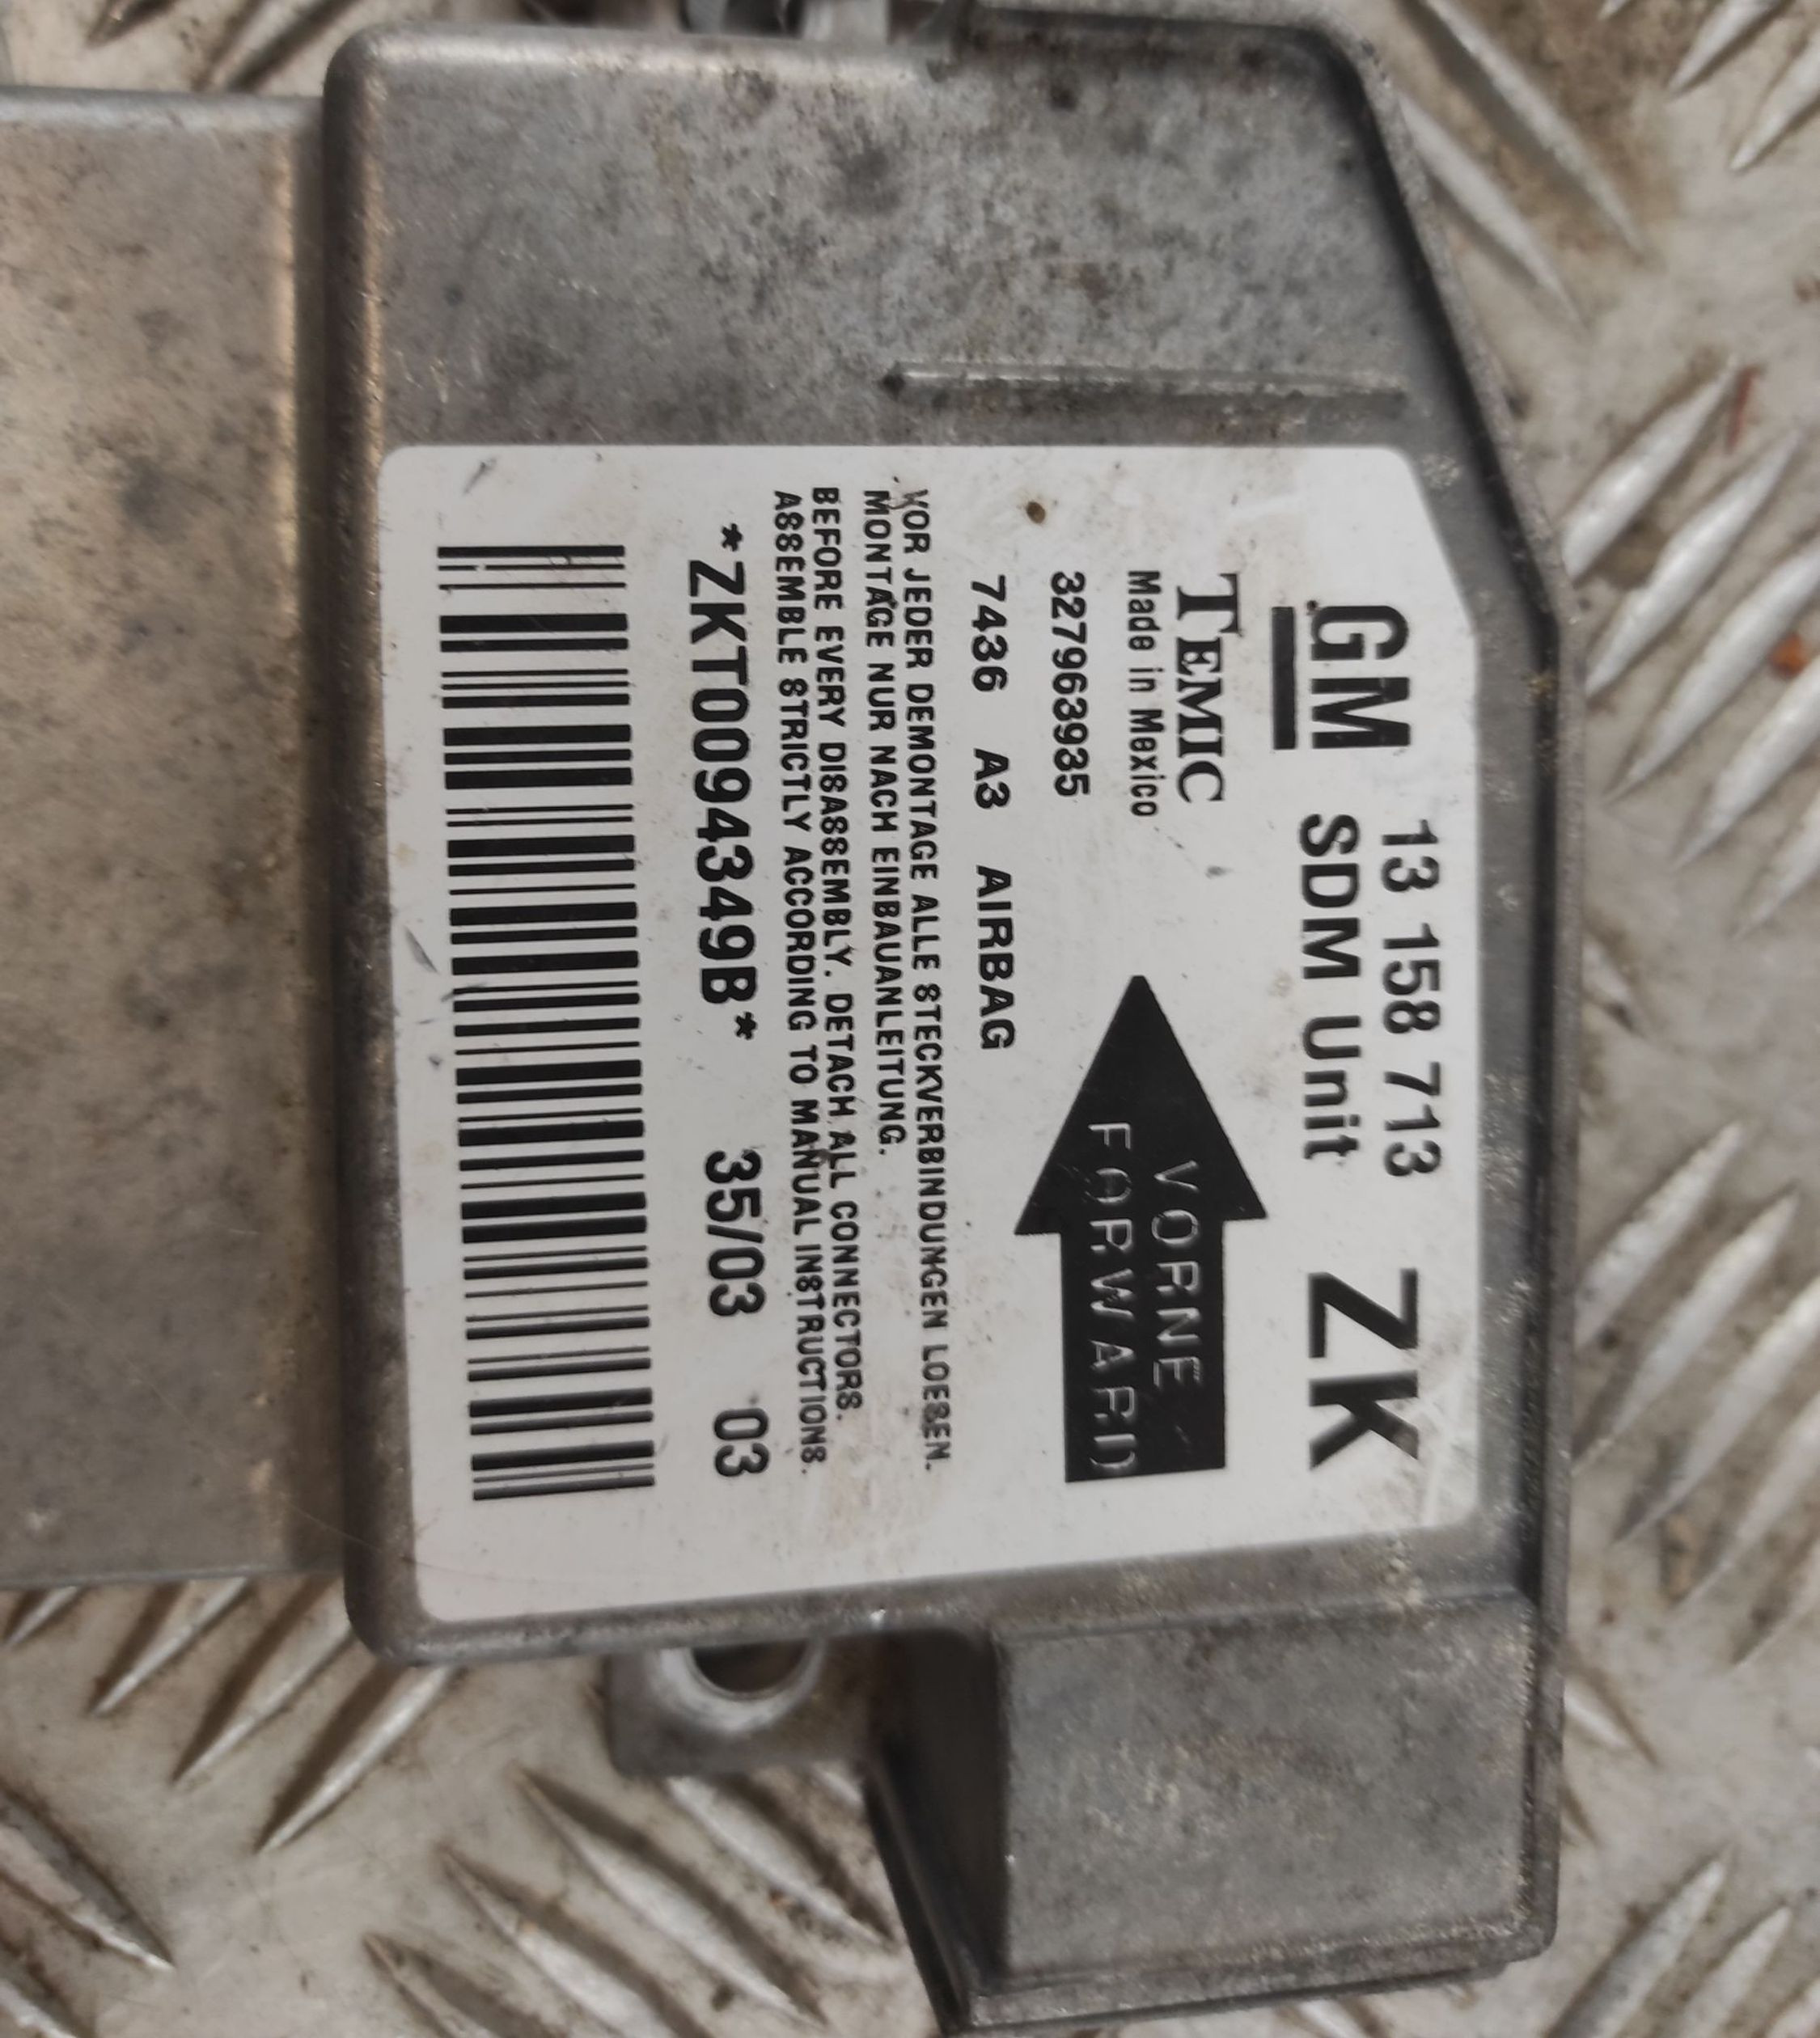 GM 13 158 713 ZK
SDM Unit
TEMIC
Made in Mexico
327963935
7436 A3 AIRBAG
VORNE
FORWARD
VOR JEDER DEMONTAGE ALLE STECKVERBINDUNGEN LOESEN.
MONTAGE NUR NACH EINBAUANLEITUNG.
BEFORE EVERY DISASSEMBLY. DETACH ALL CONNECTORS.
ASSEMBLE STRICTLY ACCORDING TO MANUAL INSTRUCTIONS.
*ZKT0094349B* 35/03 03